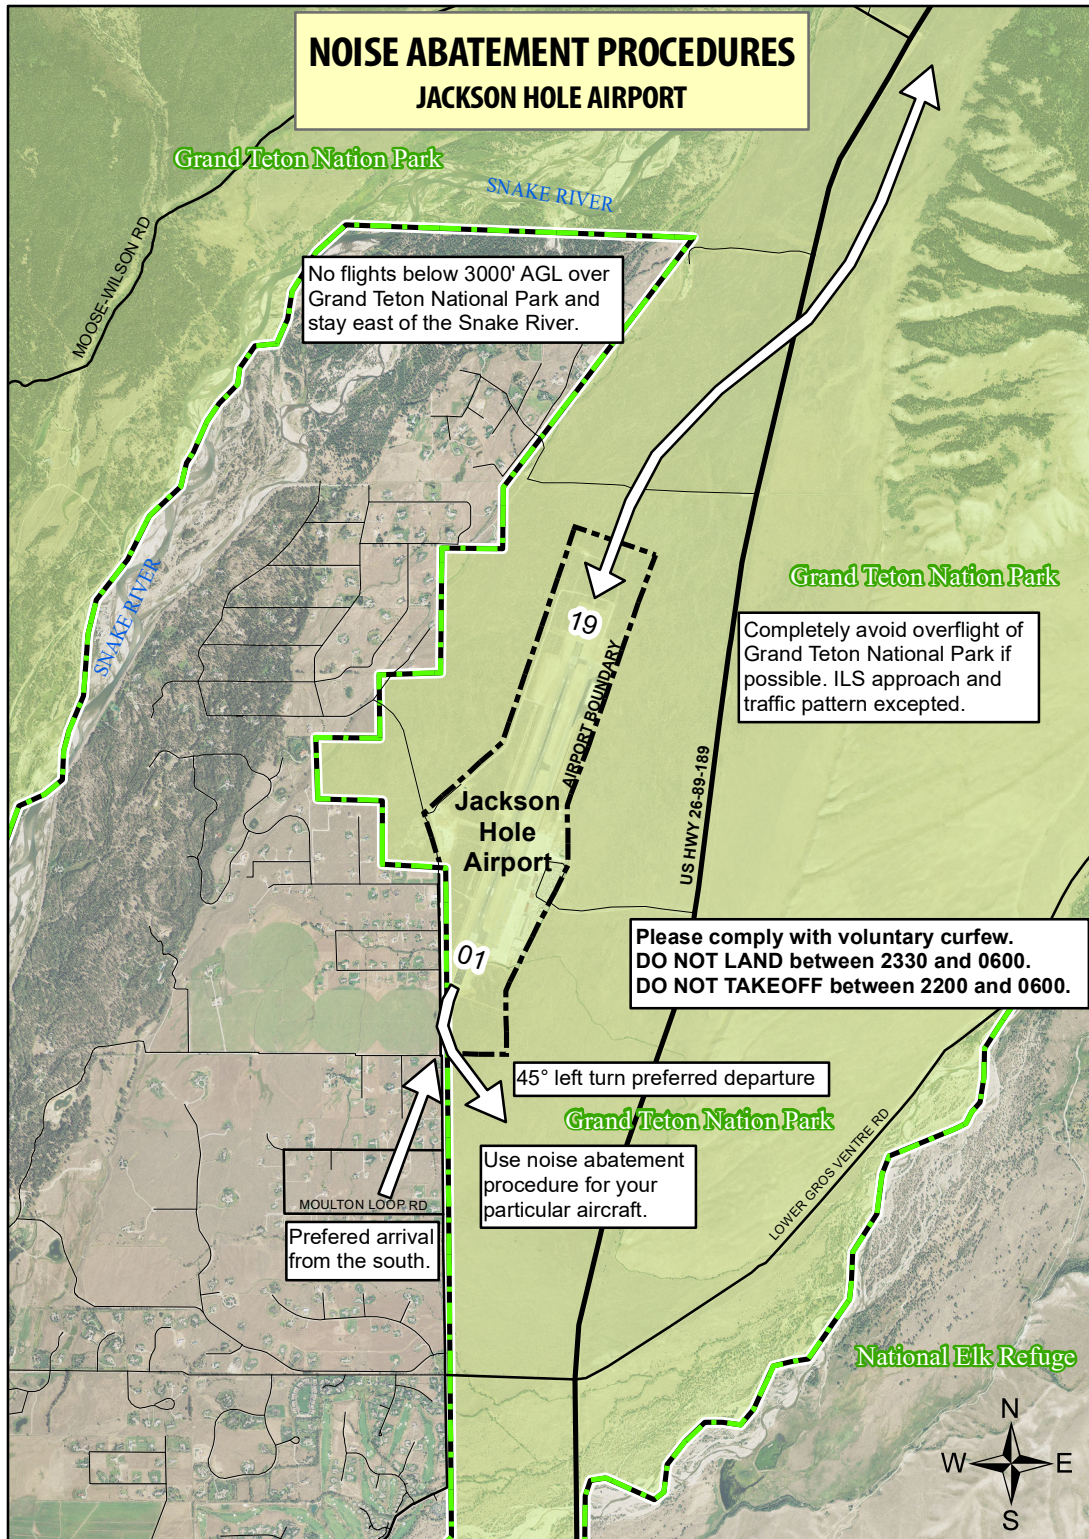 NOISE ABATEMENT PROCEDURES
JACKSON HOLE AIRPORT
Grand Teton Nation Park
SNAKE RIVER
MOOSE-WILSON RD
No flights below 3000' AGL over
Grand Teton National Park and
stay east of the Snake River.
SNAKE RIVER
Grand Teton Nation Park
19
Completely avoid overflight of
Grand Teton National Park if
possible. ILS approach and
traffic pattern excepted.
AIRPORT BOUNDARY
US HWY 26-89-189
Jackson
Hole
Airport
01
Please comply with voluntary curfew.
DO NOT LAND between 2330 and 0600.
DO NOT TAKEOFF between 2200 and 0600.
45° left turn preferred departure
Grand Teton Nation Park
LOWER GROS VENTRE RD
Use noise abatement
procedure for your
particular aircraft.
MOULTON LOOP RD
Prefered arrival
from the south.
National Elk Refuge
N
W
E
S